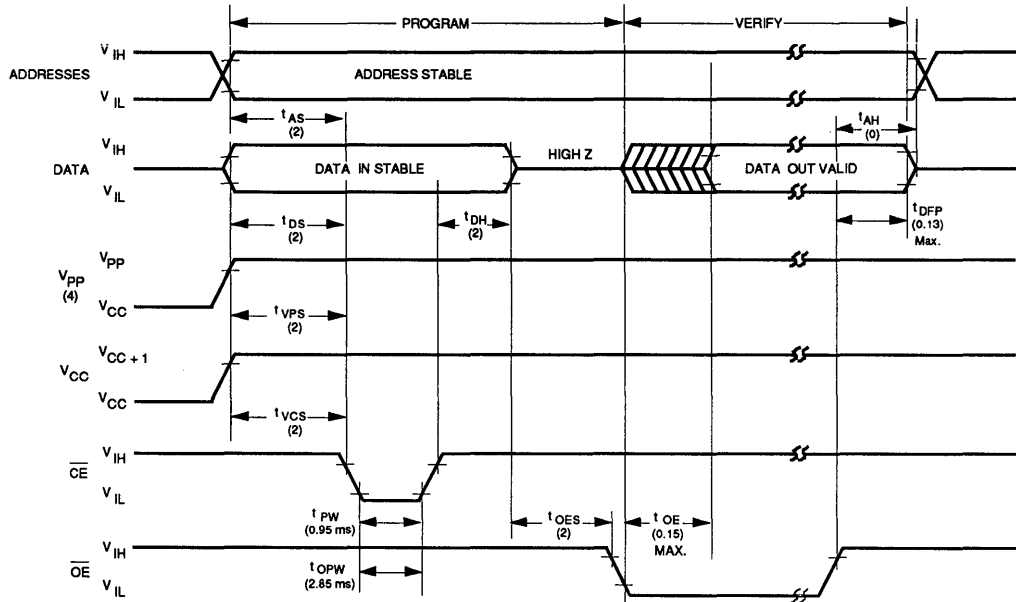 PROGRAM VERIFY
V IH
ADDRESSES ADDRESS STABLE
V IL
t AS (2)
t AH (0)
V IH
DATA DATA IN STABLE HIGH Z DATA OUT VALID
V IL
t DS (2)
t DH (2)
t DFP (0.13) Max.
V PP
V PP (4)
V CC
t VPS (2)
V CC + 1
V CC
V CC
t VCS (2)
V IH
CE
V IL
t PW (0.95 ms)
t OES (2)
t OE (0.15) MAX.
V IH
OE
V IL
t OPW (2.85 ms)